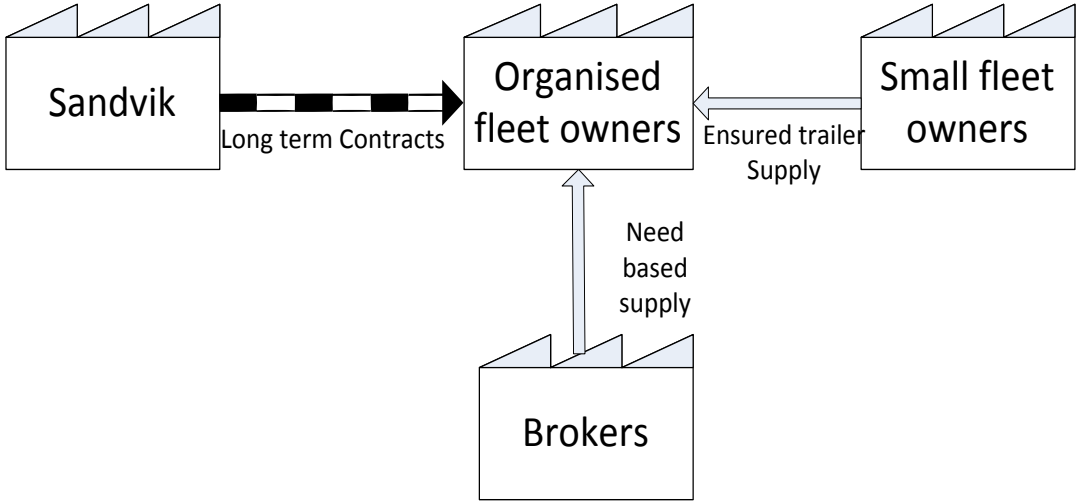 Sandvik
Long term Contracts
Organised
fleet owners
Ensured trailer
Supply
Small fleet
owners
Need
based
supply
Brokers